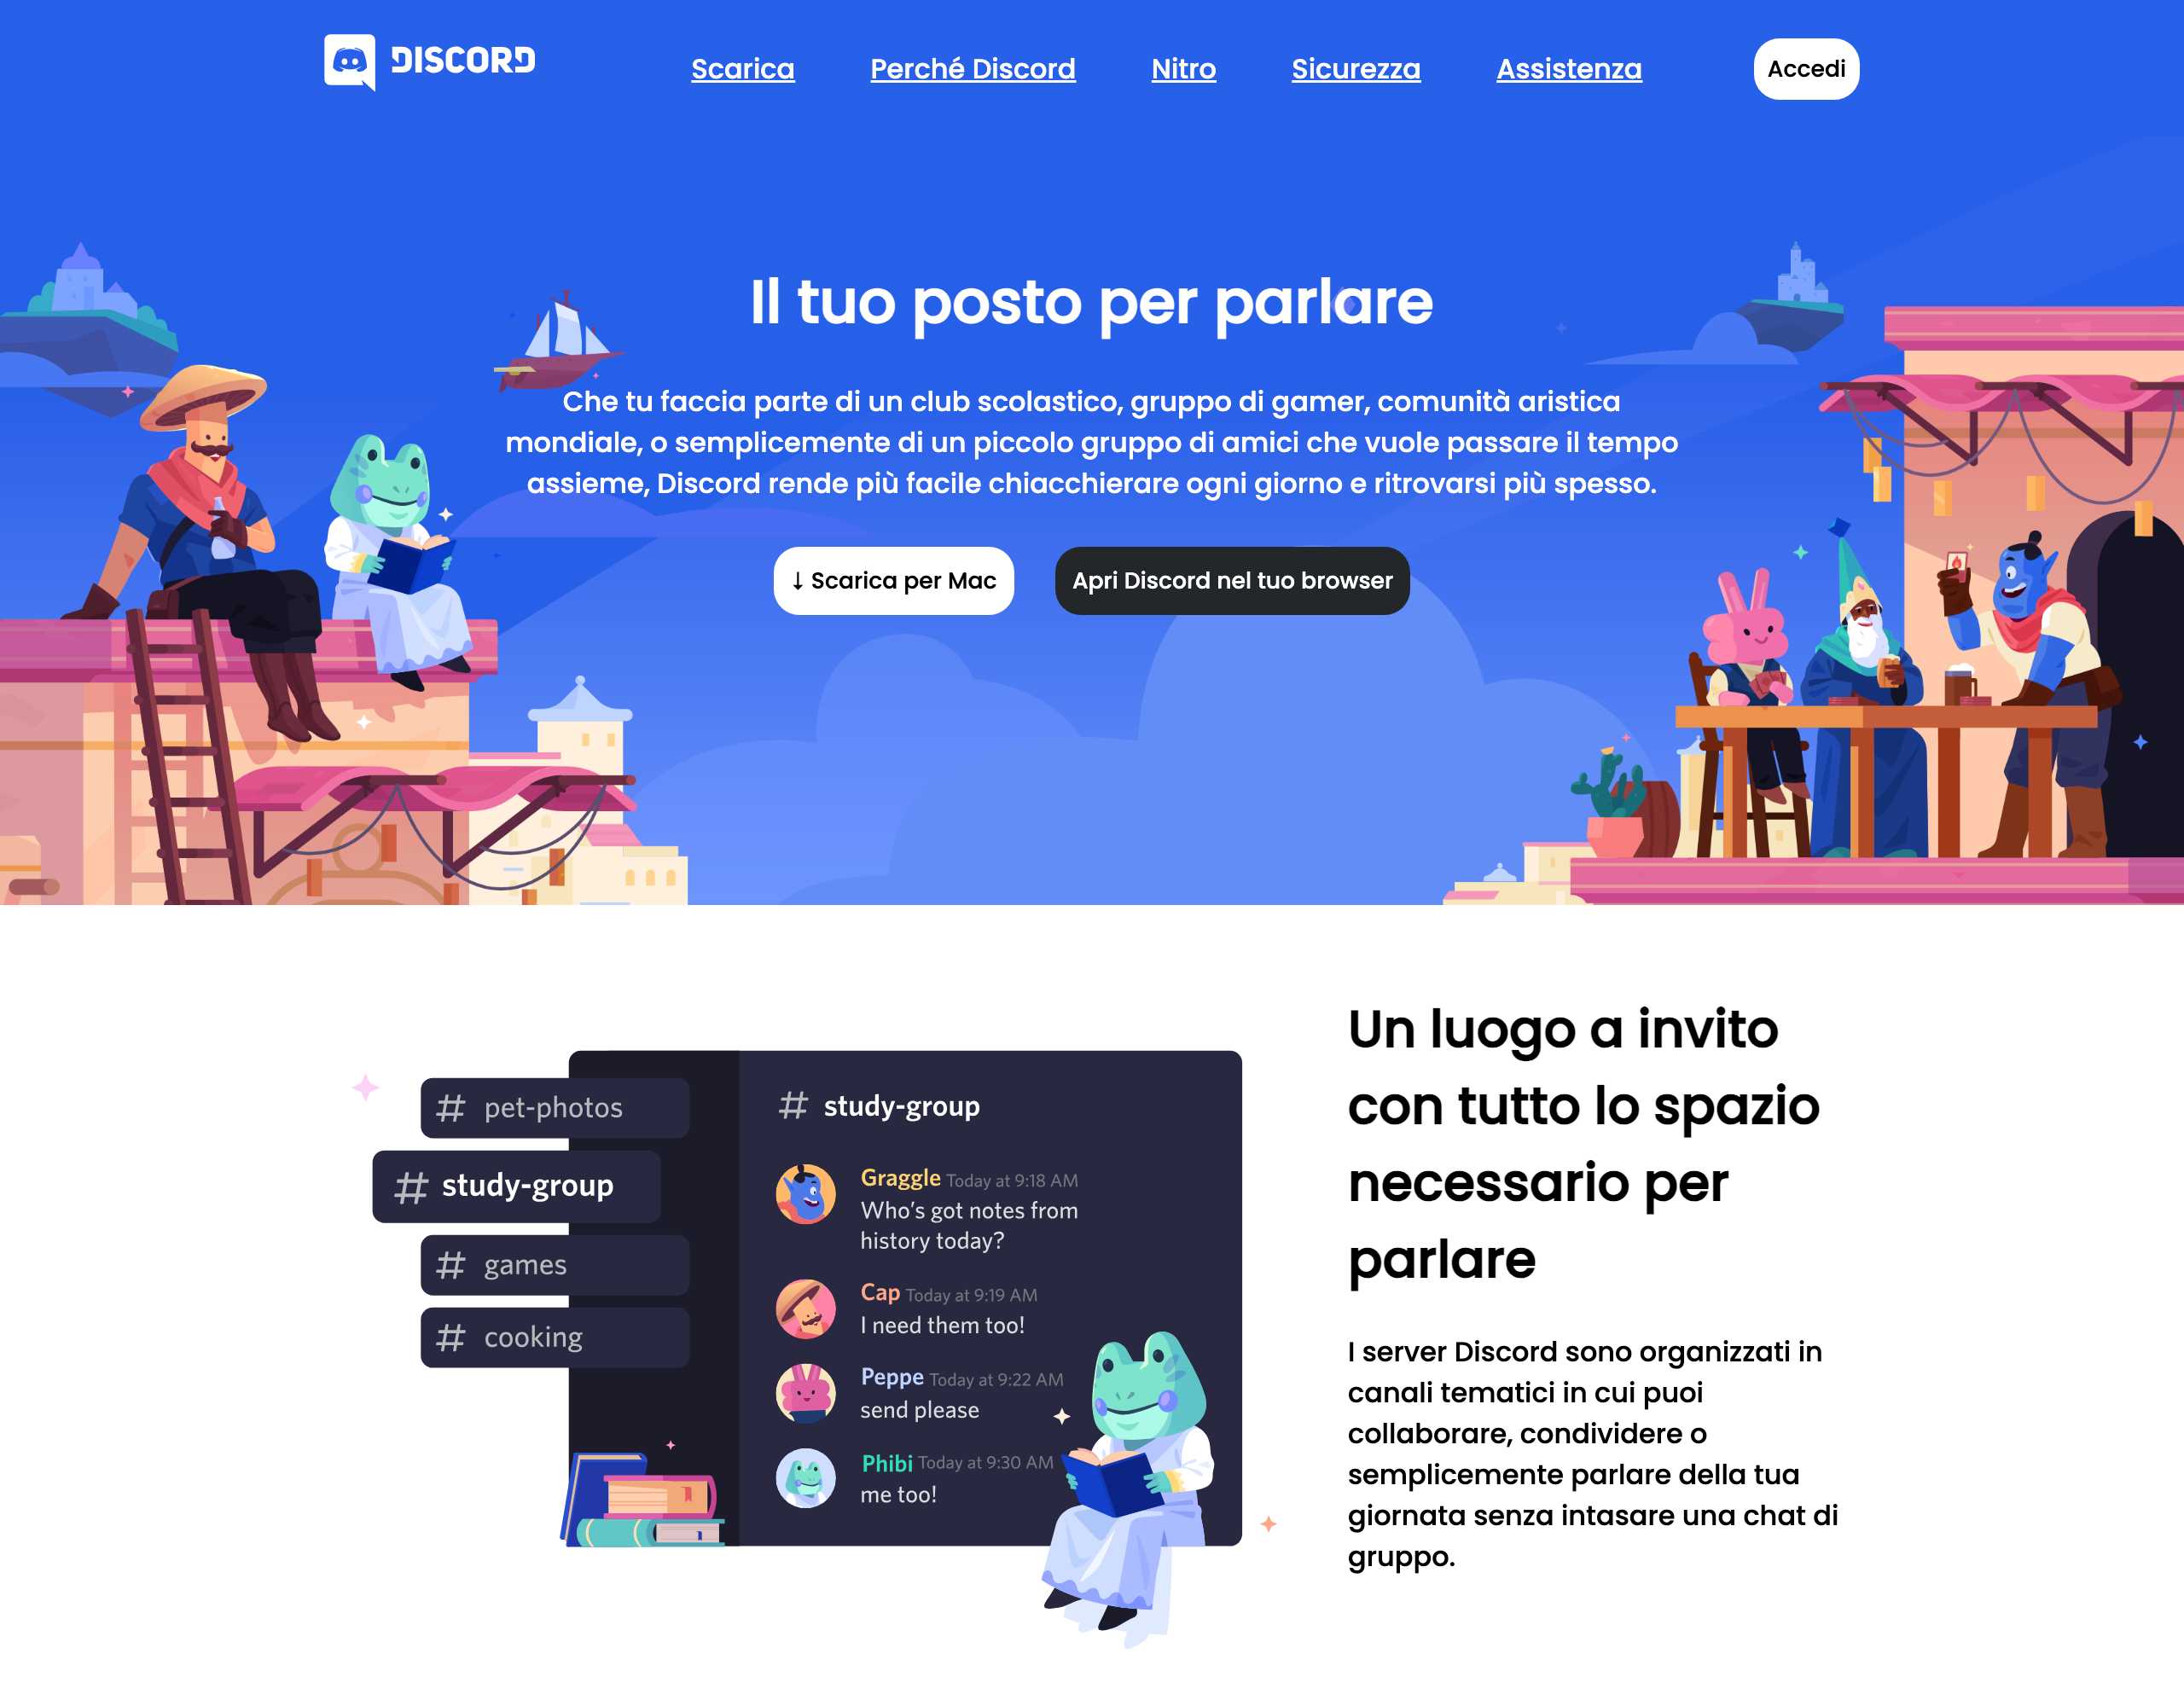 DISCORD
Scarica
Perché Discord
Nitro
Sicurezza
Assistenza
Accedi
Il tuo posto per parlare
Che tu faccia parte di un club scolastico, gruppo di gamer, comunità aristica
mondiale, o semplicemente di un piccolo gruppo di amici che vuole passare il tempo
assieme, Discord rende più facile chiacchierare ogni giorno e ritrovarsi più spesso.
↓ Scarica per Mac
Apri Discord nel tuo browser
# pet-photos
# study-group
# games
# cooking
# study-group
Graggle Today at 9:18 AM
Who's got notes from
history today?
Cap Today at 9:19 AM
I need them too!
Peppe Today at 9:22 AM
send please
Phibi Today at 9:30 AM
me too!
Un luogo a invito
con tutto lo spazio
necessario per
parlare
I server Discord sono organizzati in
canali tematici in cui puoi
collaborare, condividere o
semplicemente parlare della tua
giornata senza intasare una chat di
gruppo.